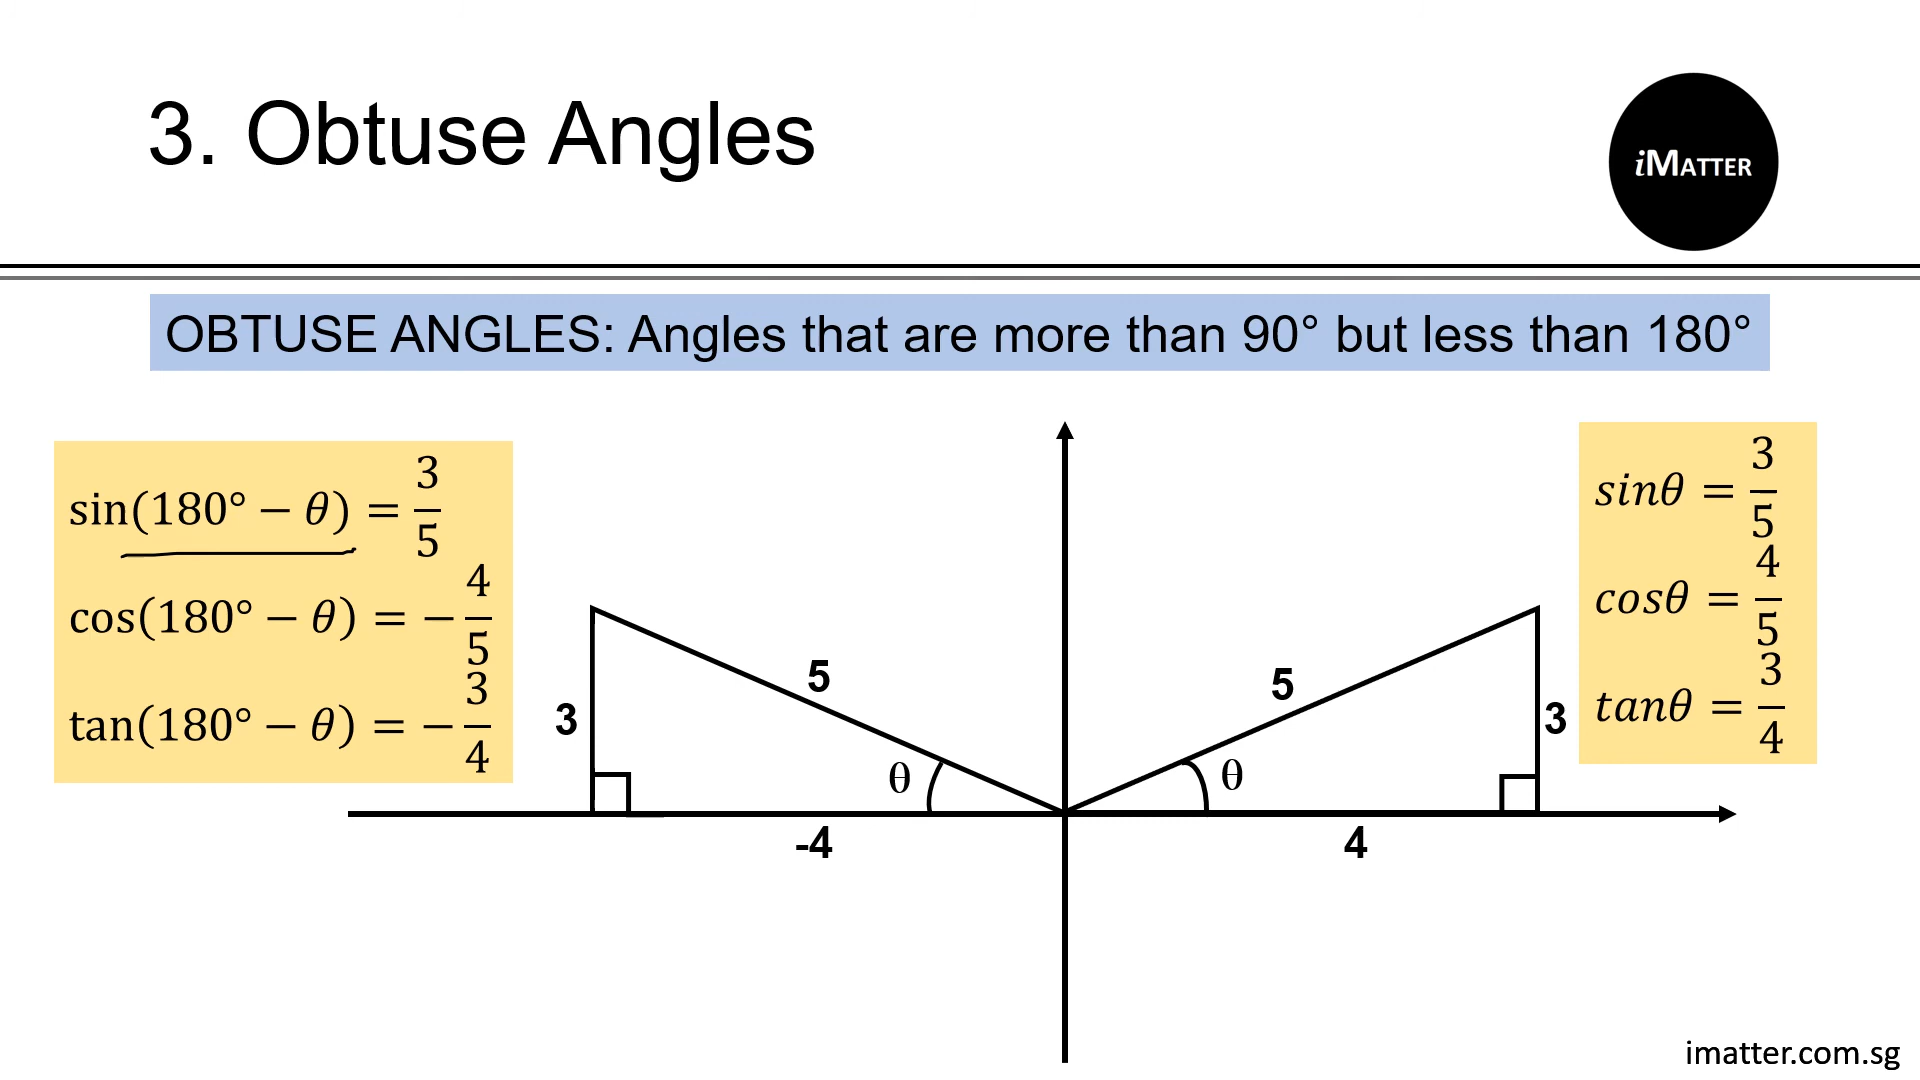 3. Obtuse Angles
iMATTER
OBTUSE ANGLES: Angles that are more than 90° but less than 180°
sin(180° − θ) = 3/5
cos(180° − θ) = − 4/5
tan(180° − θ) = − 3/4
sinθ = 3/5
cosθ = 4/5
tanθ = 3/4
5
5
3
3
θ
θ
-4
4
imatter.com.sg